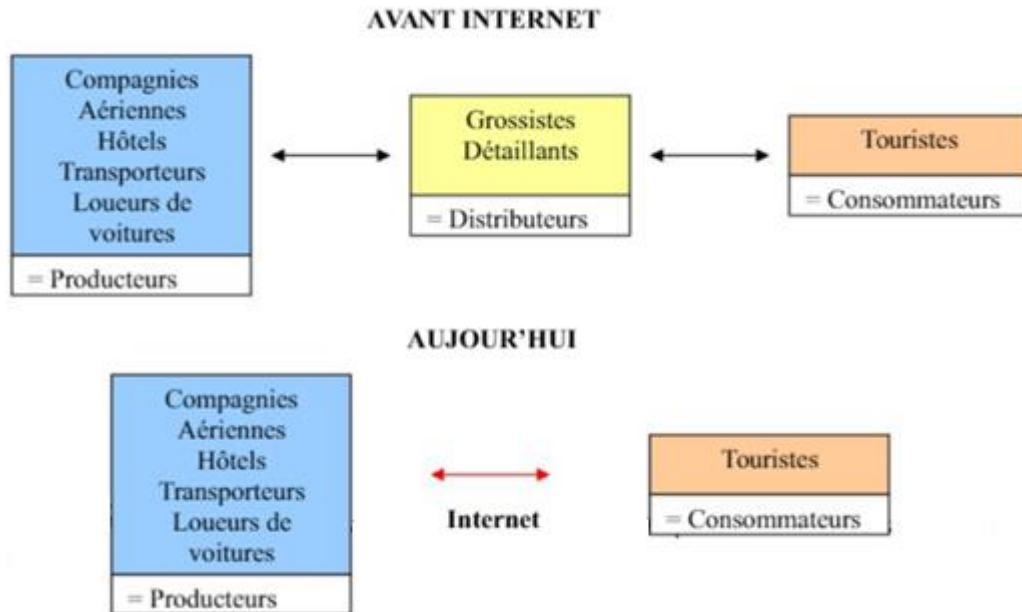 AVANT INTERNET
Compagnies
Aériennes
Hôtels
Transporteurs
Loueurs de
voitures
= Producteurs
Grossistes
Détaillants
= Distributeurs
Touristes
= Consommateurs
AUJOUR'HUI
Compagnies
Aériennes
Hôtels
Transporteurs
Loueurs de
voitures
= Producteurs
Internet
Touristes
= Consommateurs